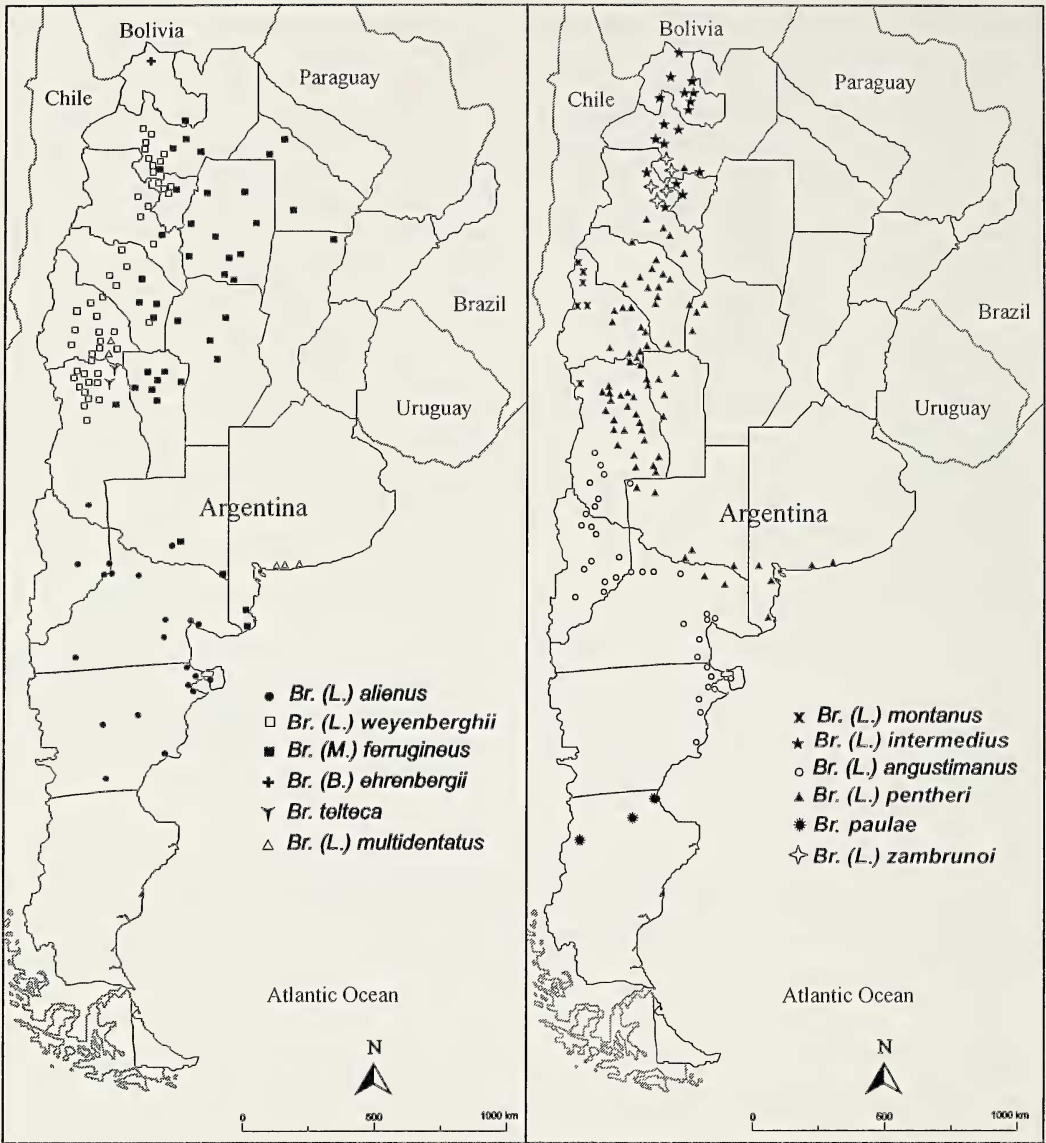 Bolivia
Paraguay
Chile
Brazil
Uruguay
Argentina
Br. (L.) alienus
Br. (L.) weyenberghii
Br. (M.) ferrugineus
Br. (B.) ehrenbergii
Br. telteca
Br. (L.) multidentatus
Atlantic Ocean
N
0 500 1000 km
Bolivia
Paraguay
Chile
Brazil
Uruguay
Argentina
Br. (L.) montanus
Br. (L.) intermedius
Br. (L.) angustimanus
Br. (L.) pentheri
Br. paulae
Br. (L.) zambrunoi
Atlantic Ocean
N
0 500 1000 km